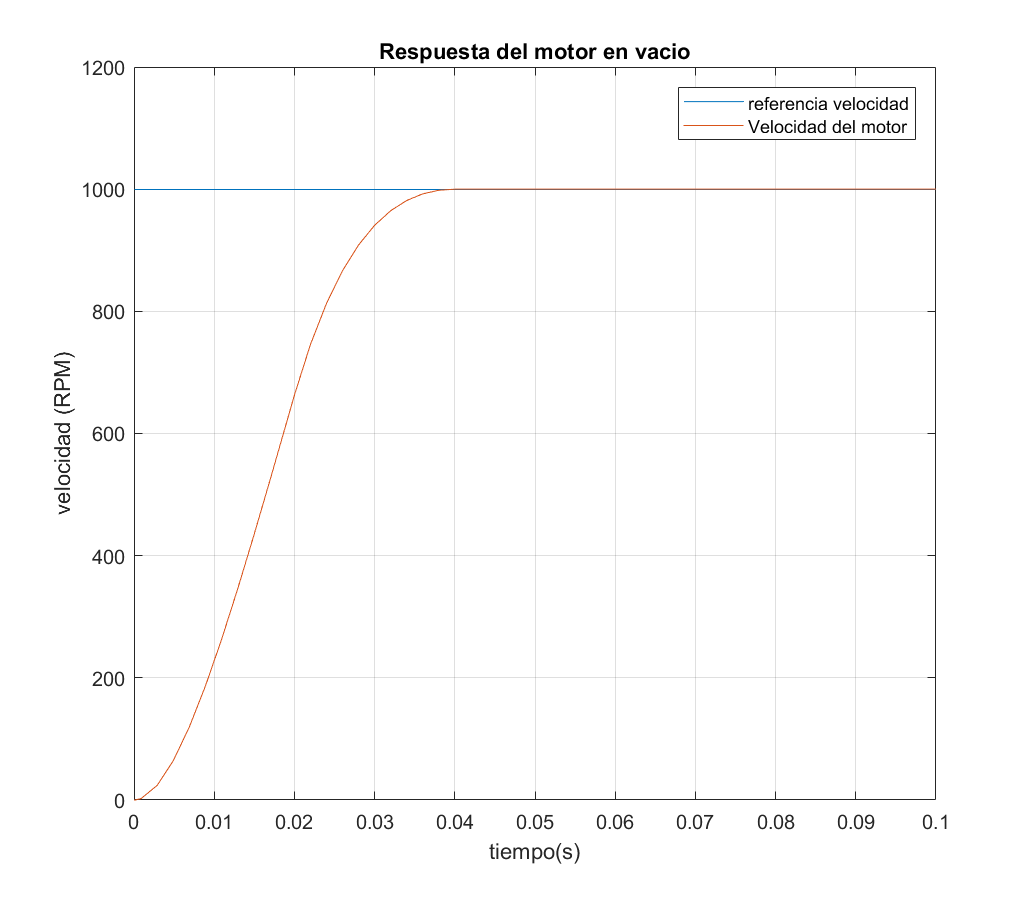 Respuesta del motor en vacio
referencia velocidad
Velocidad del motor
1200
1000
800
600
400
200
0
velocidad (RPM)
0 0.01 0.02 0.03 0.04 0.05 0.06 0.07 0.08 0.09 0.1
tiempo(s)